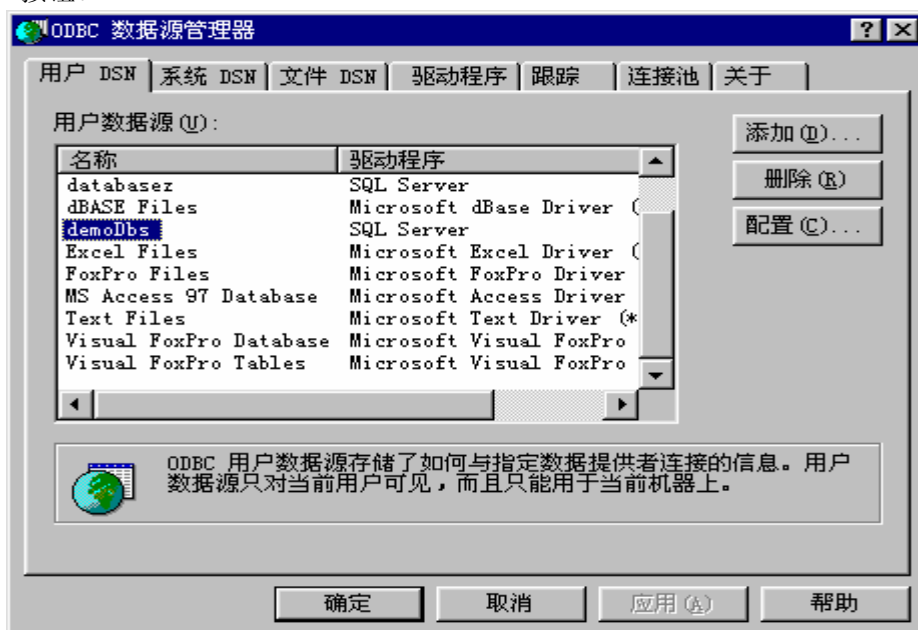 ODBC 数据源管理器
用户 DSN 系统 DSN 文件 DSN 驱动程序 跟踪 连接池 关于
用户数据源(U):
添加(D)...
名称 驱动程序
databasez SQL Server
删除(R)
dBASE Files Microsoft dBase Driver (
demoDbs SQL Server
配置(C)...
Excel Files Microsoft Excel Driver (
FoxPro Files Microsoft FoxPro Driver
MS Access 97 Database Microsoft Access Driver
Text Files Microsoft Text Driver (*
Visual FoxPro Database Microsoft Visual FoxPro
Visual FoxPro Tables Microsoft Visual FoxPro
ODBC 用户数据源存储了如何与指定数据提供者连接的信息。用户
数据源只对当前用户可见，而且只能用于当前机器上。
确定 取消 应用(A) 帮助